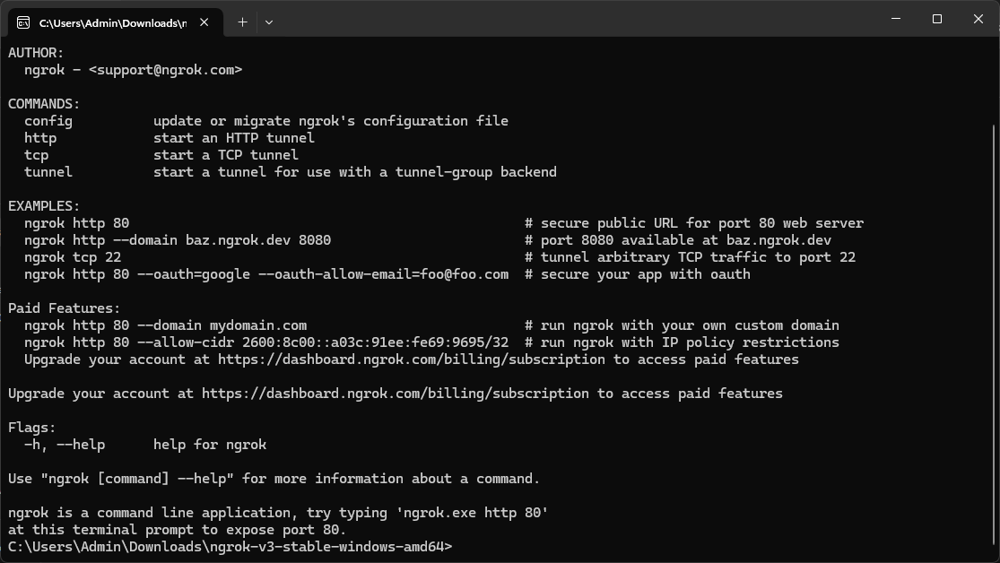 C:\Users\Admin\Downloads\n
AUTHOR:
  ngrok - <support@ngrok.com>
COMMANDS:
  config          update or migrate ngrok's configuration file
  http            start an HTTP tunnel
  tcp             start a TCP tunnel
  tunnel          start a tunnel for use with a tunnel-group backend
EXAMPLES:
  ngrok http 80                                                 # secure public URL for port 80 web server
  ngrok http --domain baz.ngrok.dev 8080                        # port 8080 available at baz.ngrok.dev
  ngrok tcp 22                                                  # tunnel arbitrary TCP traffic to port 22
  ngrok http 80 --oauth=google --oauth-allow-email=foo@foo.com  # secure your app with oauth
Paid Features:
  ngrok http 80 --domain mydomain.com                           # run ngrok with your own custom domain
  ngrok http 80 --allow-cidr 2600:8c00::a03c:91ee:fe69:9695/32  # run ngrok with IP policy restrictions
  Upgrade your account at https://dashboard.ngrok.com/billing/subscription to access paid features
Upgrade your account at https://dashboard.ngrok.com/billing/subscription to access paid features
Flags:
  -h, --help      help for ngrok
Use "ngrok [command] --help" for more information about a command.
ngrok is a command line application, try typing 'ngrok.exe http 80'
at this terminal prompt to expose port 80.
C:\Users\Admin\Downloads\ngrok-v3-stable-windows-amd64>